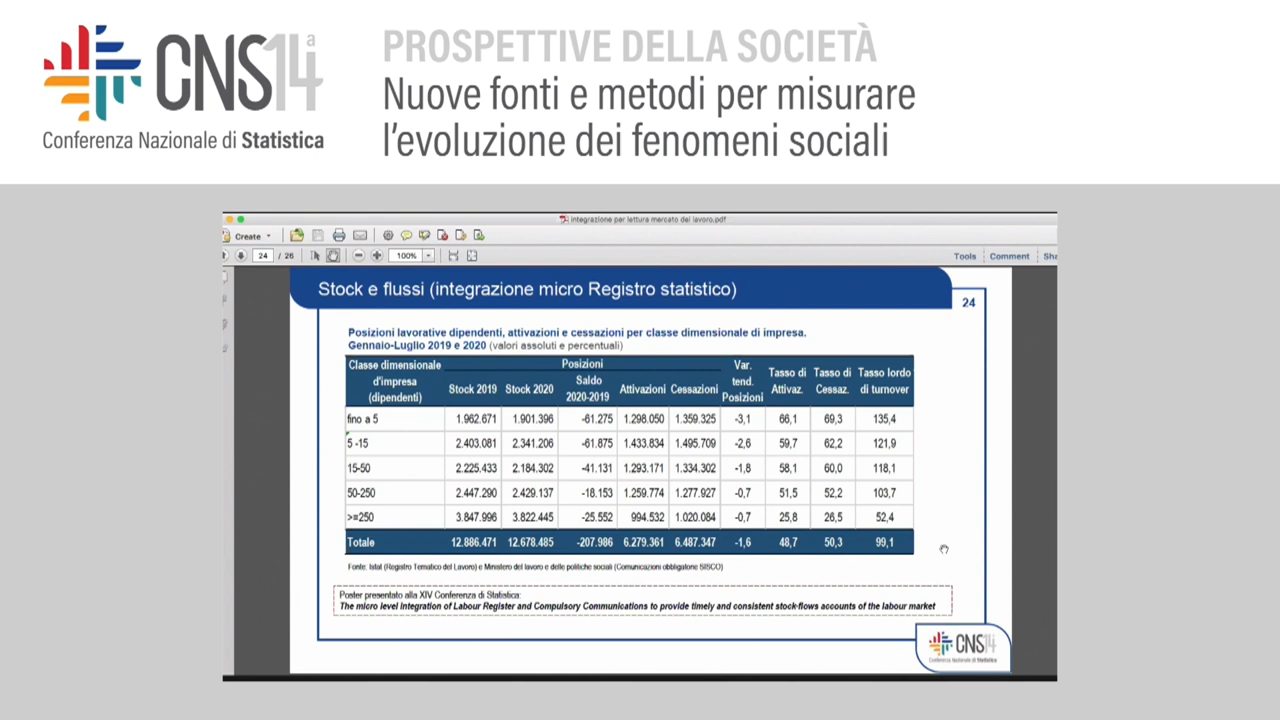 CNS14a
Conferenza Nazionale di Statistica
PROSPETTIVE DELLA SOCIETÀ
Nuove fonti e metodi per misurare
l'evoluzione dei fenomeni sociali
integrazione per lettura mercato del lavoro.pdf
Create
24 / 26
100%
Tools Comment
Stock e flussi (integrazione micro Registro statistico)
24
Posizioni lavorative dipendenti, attivazioni e cessazioni per classe dimensionale di impresa.
Gennaio-Luglio 2019 e 2020 (valori assoluti e percentuali)
Classe dimensionale d'impresa (dipendenti) Posizioni Stock 2019 Stock 2020 Saldo 2020-2019 Attivazioni Cessazioni Var. tend. Posizioni Tasso di Attivaz. Tasso di Cessaz. Tasso lordo di turnover
fino a 5 1.962.671 1.901.396 -61.275 1.298.050 1.359.325 -3,1 66,1 69,3 135,4
5 -15 2.403.081 2.341.206 -61.875 1.433.834 1.495.709 -2,6 59,7 62,2 121,9
15-50 2.225.433 2.184.302 -41.131 1.293.171 1.334.302 -1,8 58,1 60,0 118,1
50-250 2.447.290 2.429.137 -18.153 1.259.774 1.277.927 -0,7 51,5 52,2 103,7
>=250 3.847.996 3.822.445 -25.552 994.532 1.020.084 -0,7 25,8 26,5 52,4
Totale 12.886.471 12.678.485 -207.986 6.279.361 6.487.347 -1,6 48,7 50,3 99,1
Fonte: Istat (Registro Tematico del Lavoro) e Ministero del lavoro e delle politiche sociali (Comunicazioni obbligatorie SISCO)
Poster presentato alla XIV Conferenza di Statistica:
The micro level integration of Labour Register and Compulsory Communications to provide timely and consistent stock-flows accounts of the labour market
CNS14
Conferenza Nazionale di Statistica